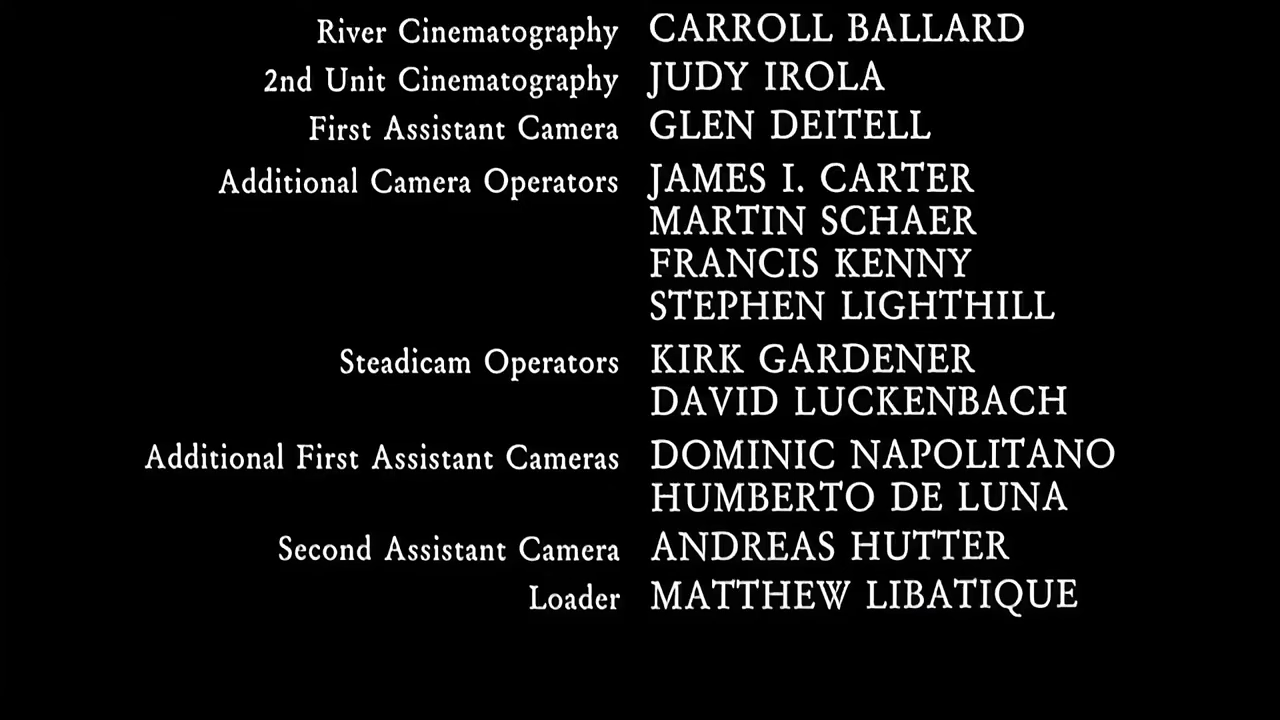 River Cinematography CARROLL BALLARD
2nd Unit Cinematography JUDY IROLA
First Assistant Camera GLEN DEITELL
Additional Camera Operators JAMES I. CARTER
MARTIN SCHAER
FRANCIS KENNY
STEPHEN LIGHTHILL
Steadicam Operators KIRK GARDENER
DAVID LUCKENBACH
Additional First Assistant Cameras DOMINIC NAPOLITANO
HUMBERTO DE LUNA
Second Assistant Camera ANDREAS HUTTER
Loader MATTHEW LIBATIQUE